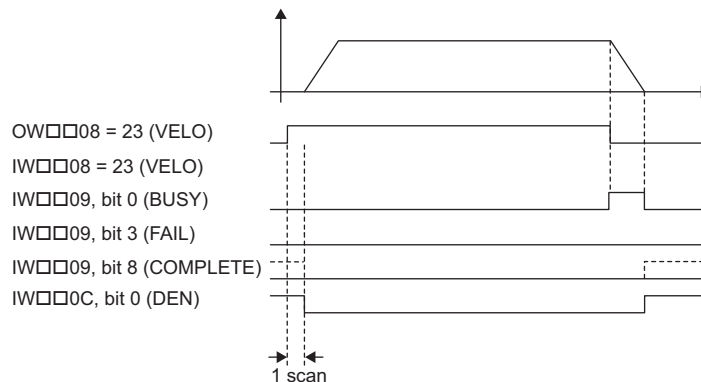 OW□□08 = 23 (VELO)
IW□□08 = 23 (VELO)
IW□□09, bit 0 (BUSY)
IW□□09, bit 3 (FAIL)
IW□□09, bit 8 (COMPLETE)
IW□□0C, bit 0 (DEN)
1 scan